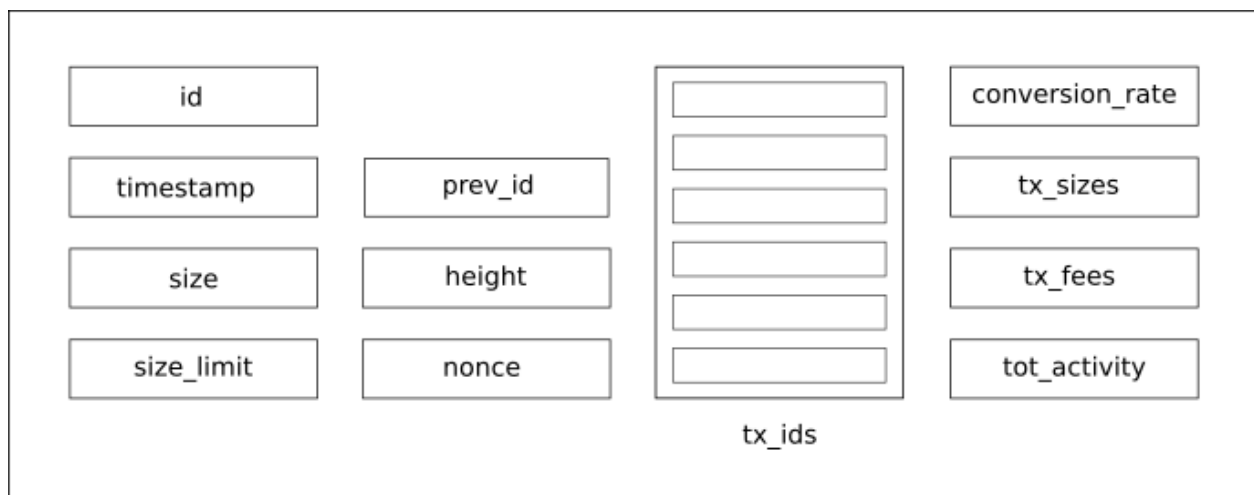 id
timestamp
size
size_limit
prev_id
height
nonce
tx_ids
conversion_rate
tx_sizes
tx_fees
tot_activity